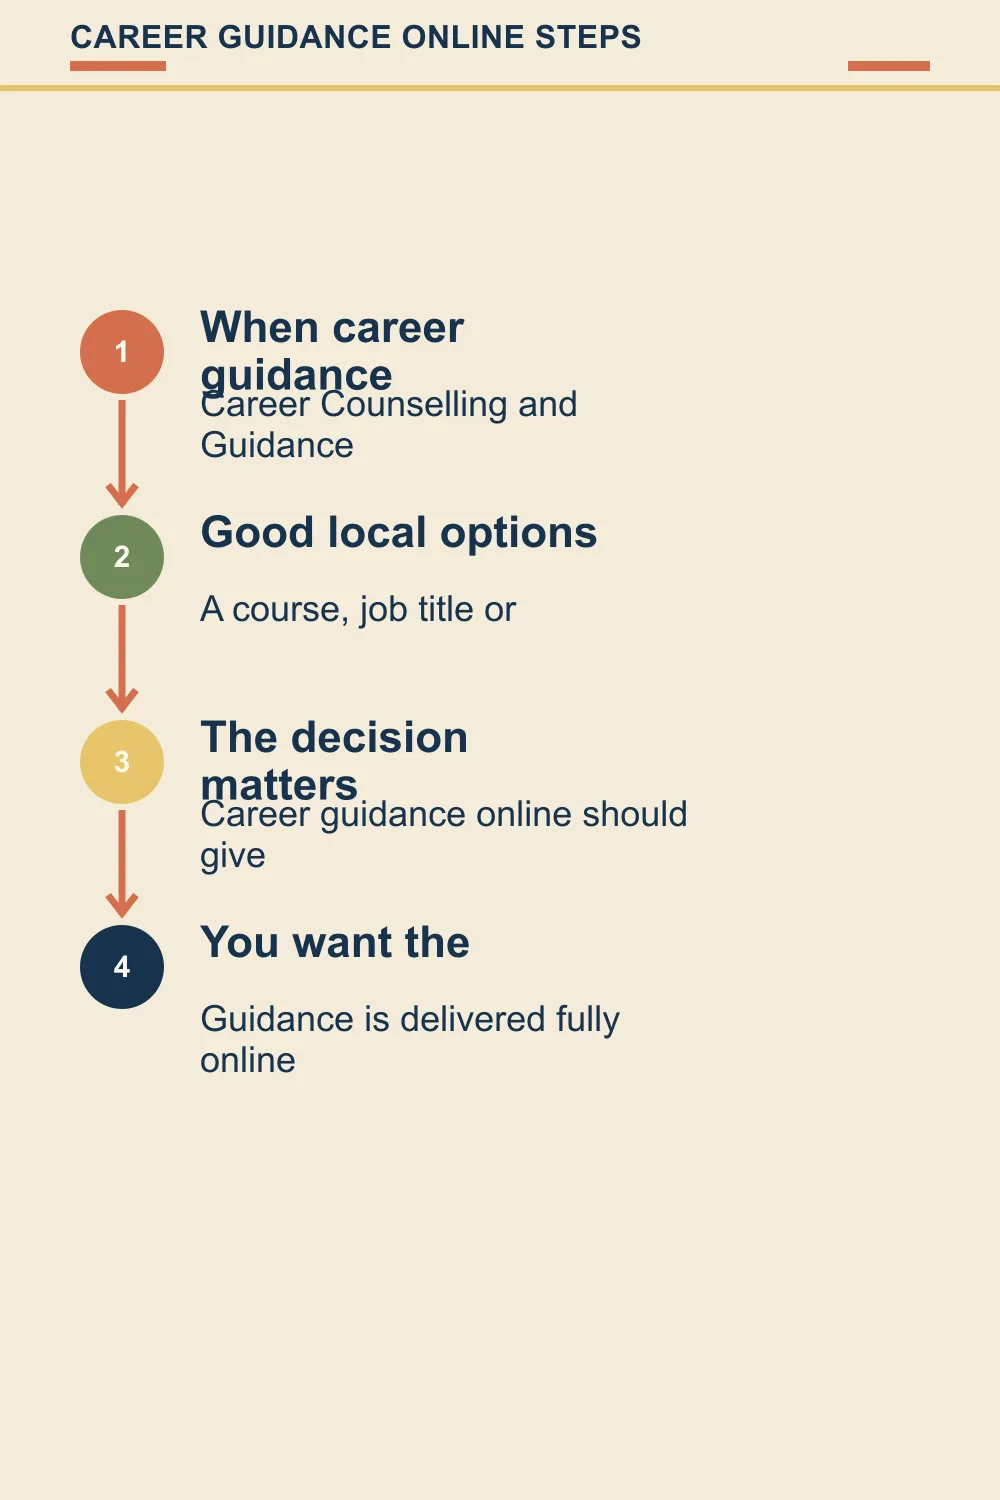 CAREER GUIDANCE ONLINE STEPS
1
When career
guidance
Career Counselling and
Guidance
2
Good local options
A course, job title or
3
The decision
matters
Career guidance online should
give
4
You want the
Guidance is delivered fully
online